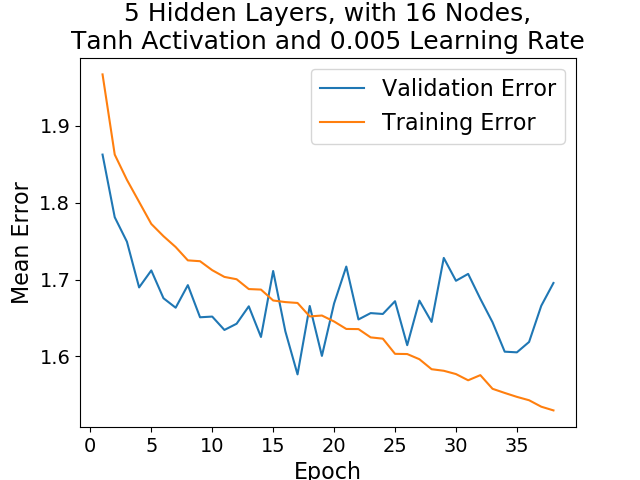 5 Hidden Layers, with 16 Nodes,
Tanh Activation and 0.005 Learning Rate
Validation Error
Training Error
Mean Error
1.9
1.8
1.7
1.6
0 5 10 15 20 25 30 35
Epoch